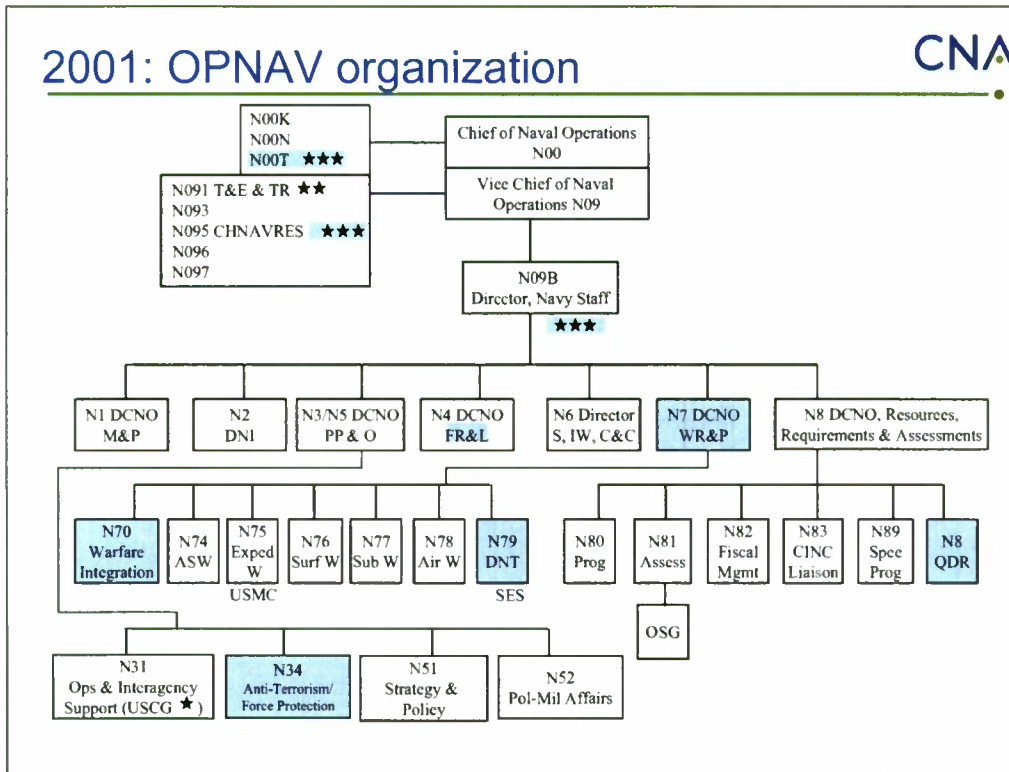 2001: OPNAV organization
CNA
N00K
N00N
N00T ★★★
Chief of Naval Operations
N00
N091 T&E & TR ★★
N093
N095 CHNAVRES ★★★
N096
N097
Vice Chief of Naval
Operations N09
N09B
Director, Navy Staff
★★★
N1 DCNO
M&P
N2
DNI
N3/N5 DCNO
PP & O
N4 DCNO
FR&L
N6 Director
S, IW, C&C
N7 DCNO
WR&P
N8 DCNO, Resources,
Requirements & Assessments
N70
Warfare
Integration
N74
ASW
N75
Exped
W
USMC
N76
Surf W
N77
Sub W
N78
Air W
N79
DNT
SES
N80
Prog
N81
Assess
N82
Fiscal
Mgmt
N83
CINC
Liaison
N89
Spec
Prog
N8
QDR
OSG
N31
Ops & Interagency
Support (USCG ★ )
N34
Anti-Terrorism/
Force Protection
N51
Strategy &
Policy
N52
Pol-Mil Affairs